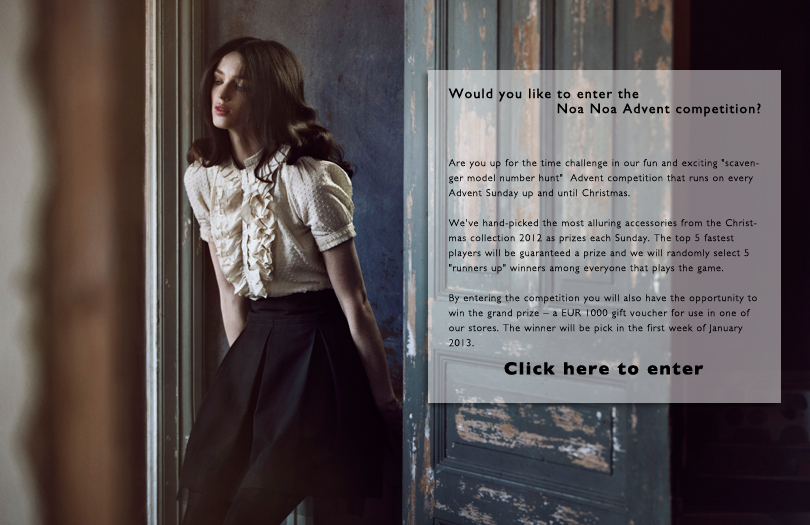 Would you like to enter the
Noa Noa Advent competition?
Are you up for the time challenge in our fun and exciting "scaven-
ger model number hunt" Advent competition that runs on every
Advent Sunday up and until Christmas.
We've hand-picked the most alluring accessories from the Christ-
mas collection 2012 as prizes each Sunday. The top 5 fastest
players will be guaranteed a prize and we will randomly select 5
"runners up" winners among everyone that plays the game.
By entering the competition you will also have the opportunity to
win the grand prize – a EUR 1000 gift voucher for use in one of
our stores. The winner will be pick in the first week of January
2013.
Click here to enter